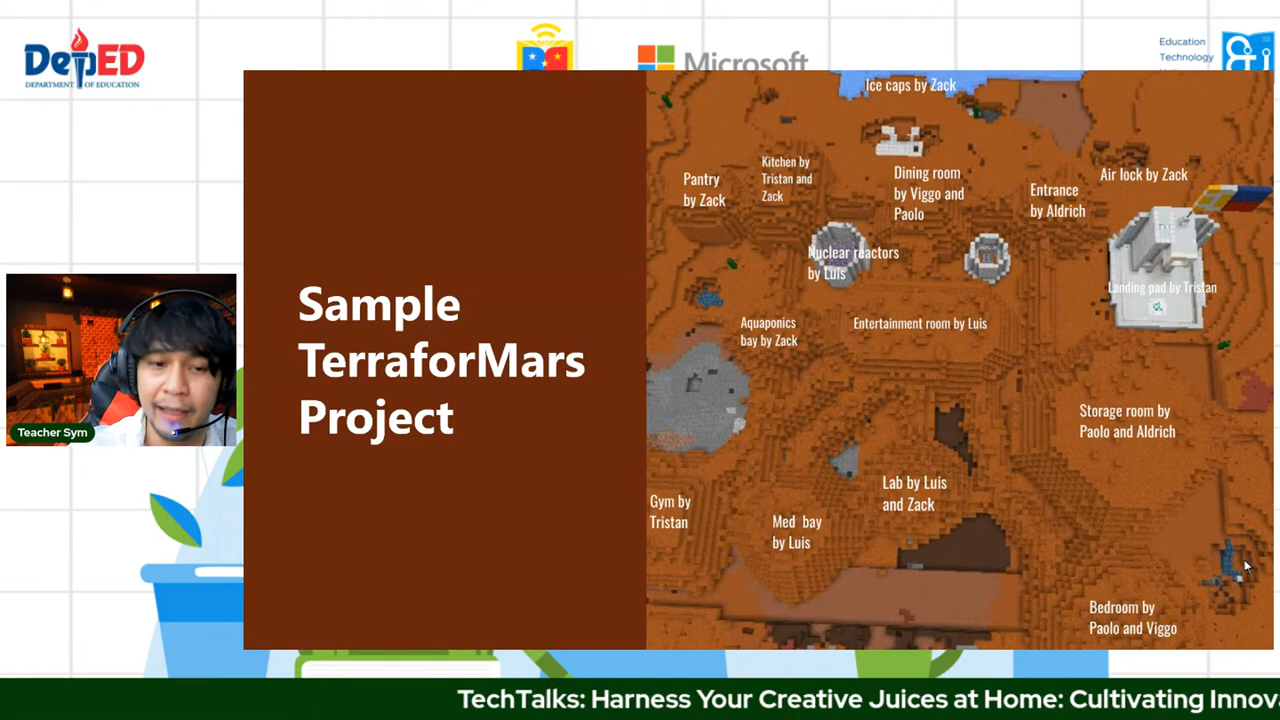 DepED
DEPARTMENT OF EDUCATION
Microsoft
Education
Technology
Ice caps by Zack
Pantry
by Zack
Kitchen by
Tristan and
Zack
Dining room
by Viggo and
Paolo
Entrance
by Aldrich
Air lock by Zack
Nuclear reactors
by Luis
Landing pad by Tristan
Aquaponics
bay by Zack
Entertainment room by Luis
Sample
TerraforMars
Project
Storage room by
Paolo and Aldrich
Teacher Sym
Gym by
Tristan
Med bay
by Luis
Lab by Luis
and Zack
Bedroom by
Paolo and Viggo
TechTalks: Harness Your Creative Juices at Home: Cultivating Innov